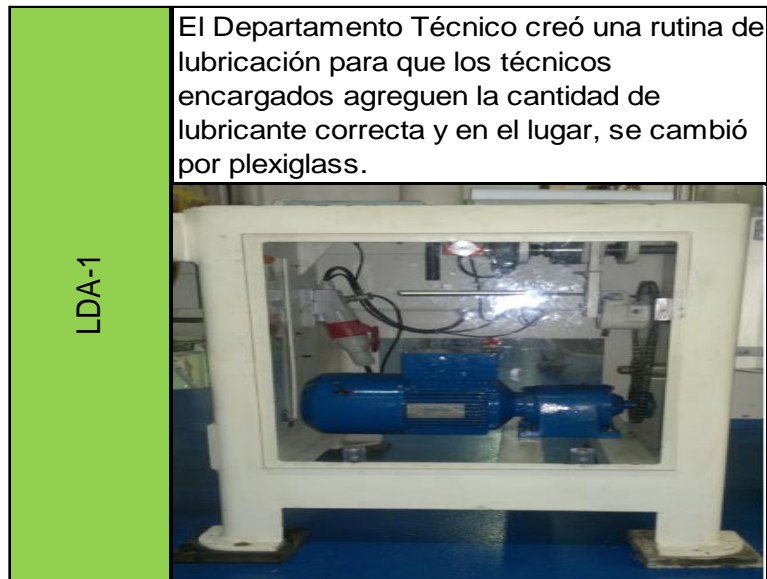 LDA-1
El Departamento Técnico creó una rutina de
lubricación para que los técnicos
encargados agreguen la cantidad de
lubricante correcta y en el lugar, se cambió
por plexiglass.